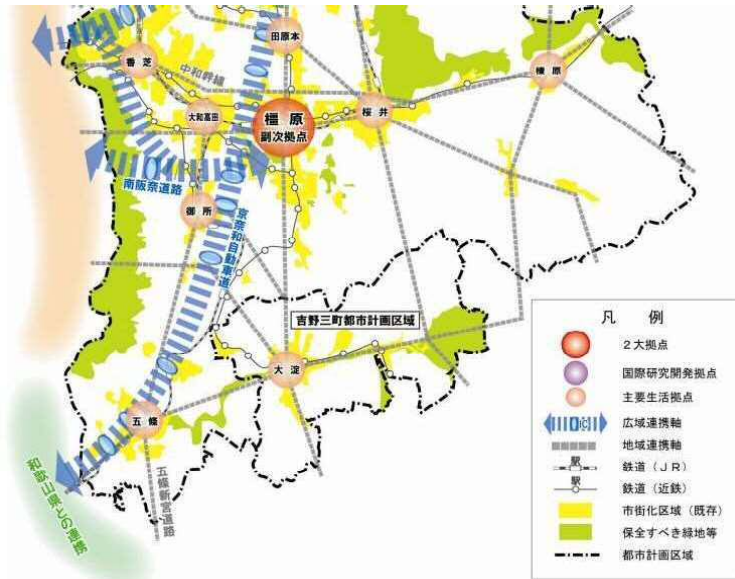 田原本
香芝
中和幹線
榛原
大和高田
橿原
副次拠点
桜井
南阪奈道路
御所
京奈和自動車道
吉野三町都市計画区域
大淀
五條
五條新宮道路
和歌山県との連携
凡 例
2大拠点
国際研究開発拠点
主要生活拠点
IC
広域連携軸
地域連携軸
駅
鉄道(JR)
駅
鉄道(近鉄)
市街化区域(既存)
保全すべき緑地等
都市計画区域